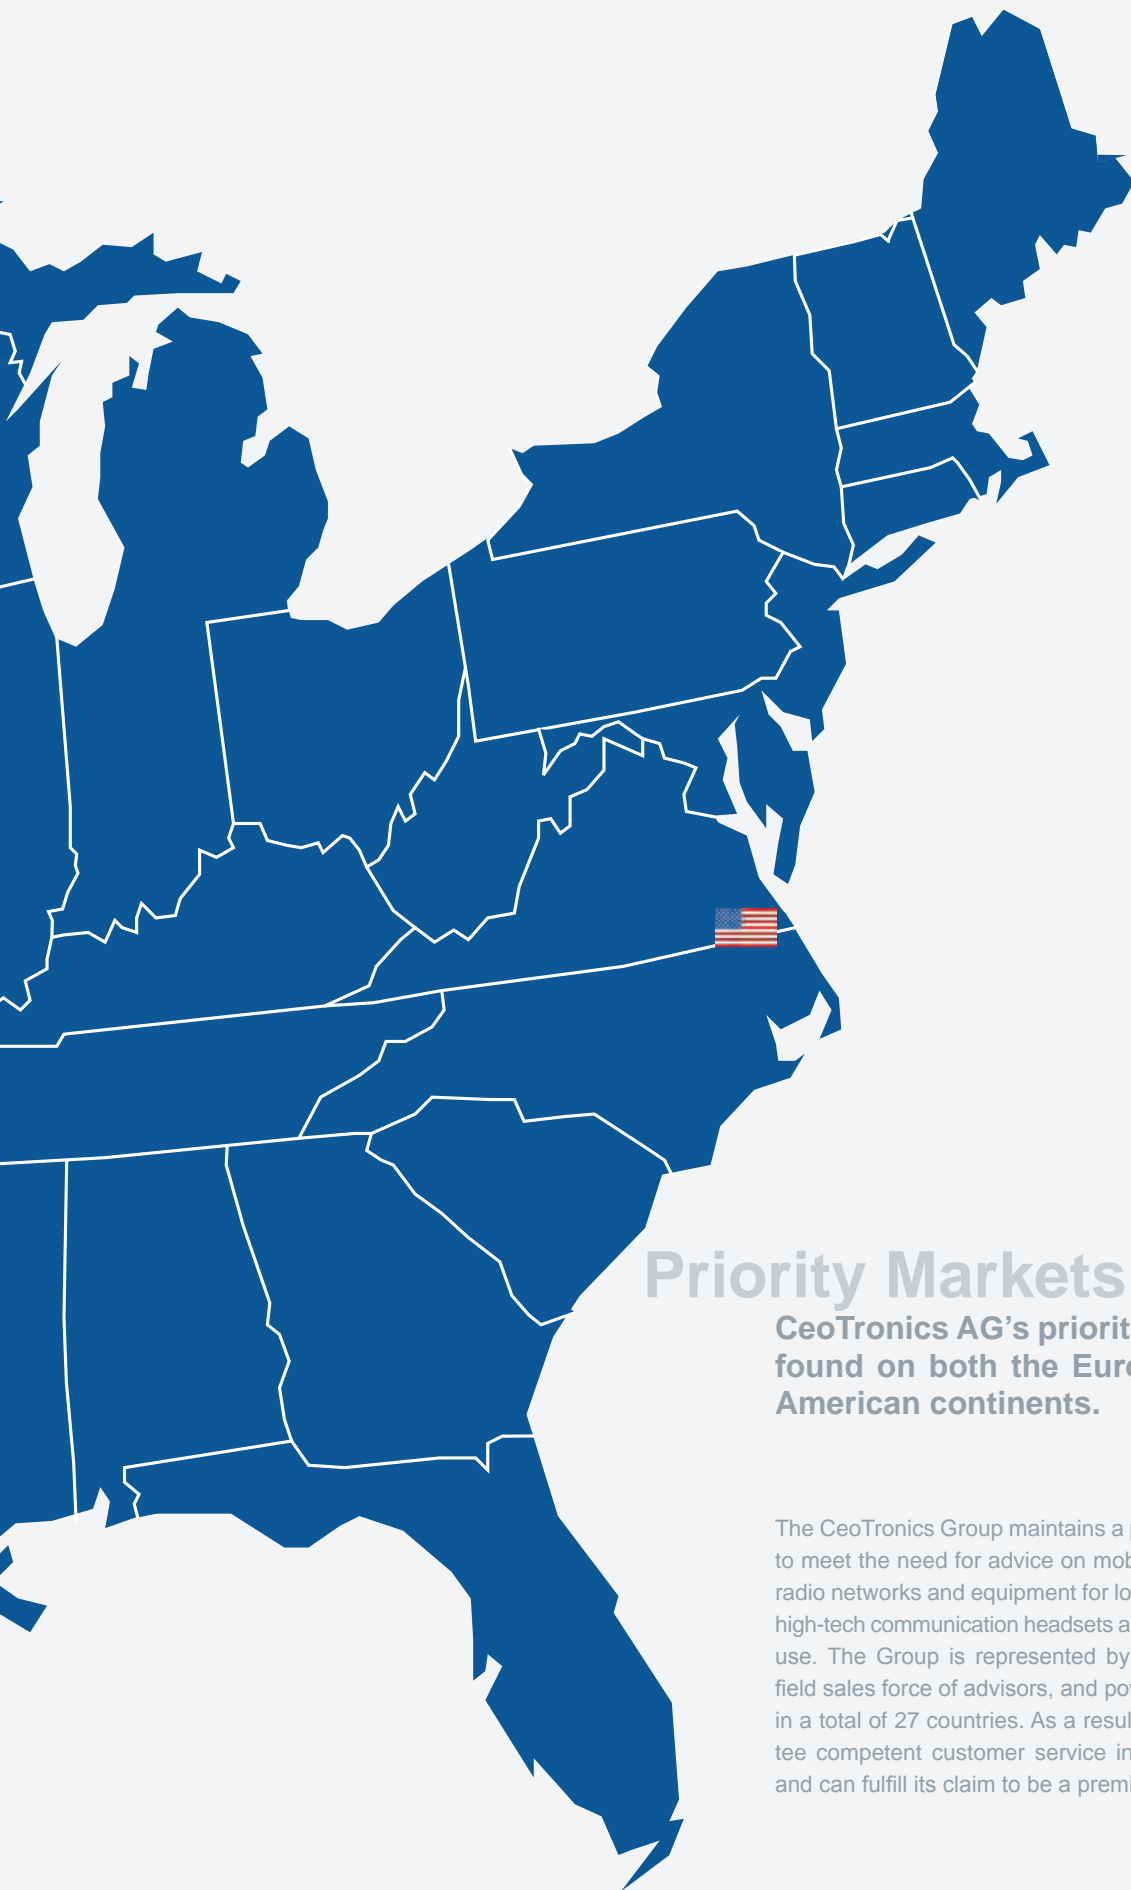 Priority Markets
CeoTronics AG’s priorit
found on both the Euro
American continents.
The CeoTronics Group maintains a p
to meet the need for advice on mob
radio networks and equipment for lo
high-tech communication headsets a
use. The Group is represented by
field sales force of advisors, and pow
in a total of 27 countries. As a resul
tee competent customer service in
and can fulfill its claim to be a premi